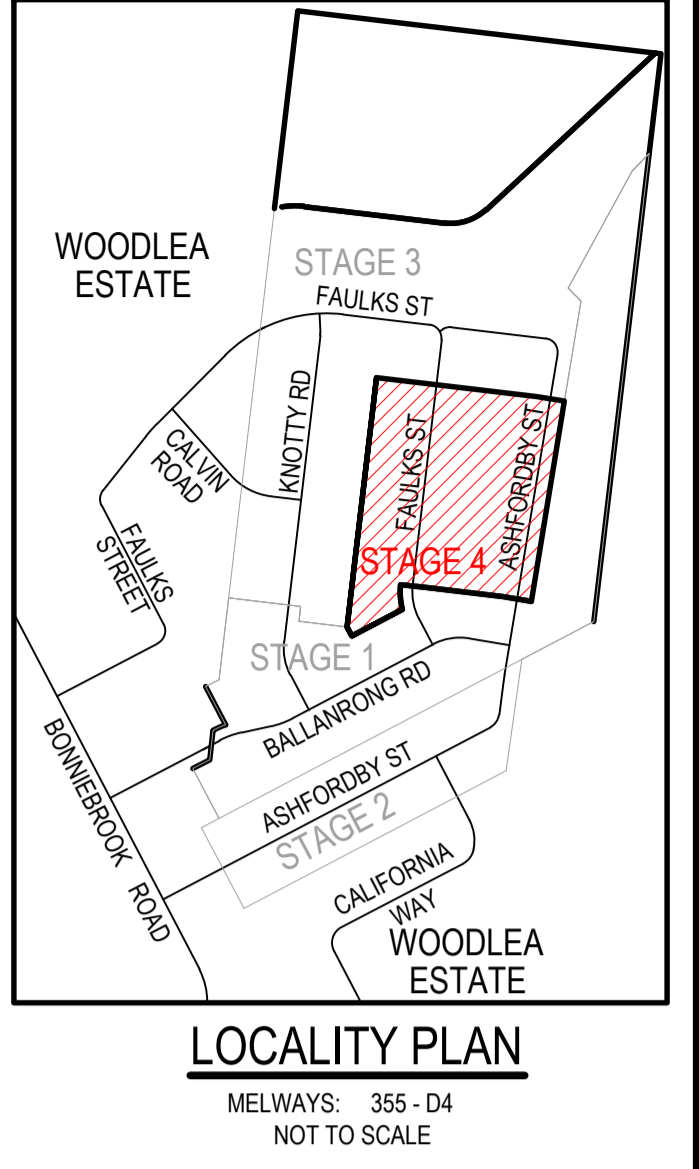 WOODLEA
ESTATE
STAGE 3
FAULKS ST
KNOTTY RD
CALVIN
ROAD
FAULKS ST
ASHFORDBY ST
FAULKS
STREET
STAGE 4
STAGE 1
BALLANRONG RD
BONNIEBROOK ROAD
ASHFORDBY ST
STAGE 2
CALIFORNIA
WAY
WOODLEA
ESTATE
LOCALITY PLAN
MELWAYS: 355 - D4
NOT TO SCALE